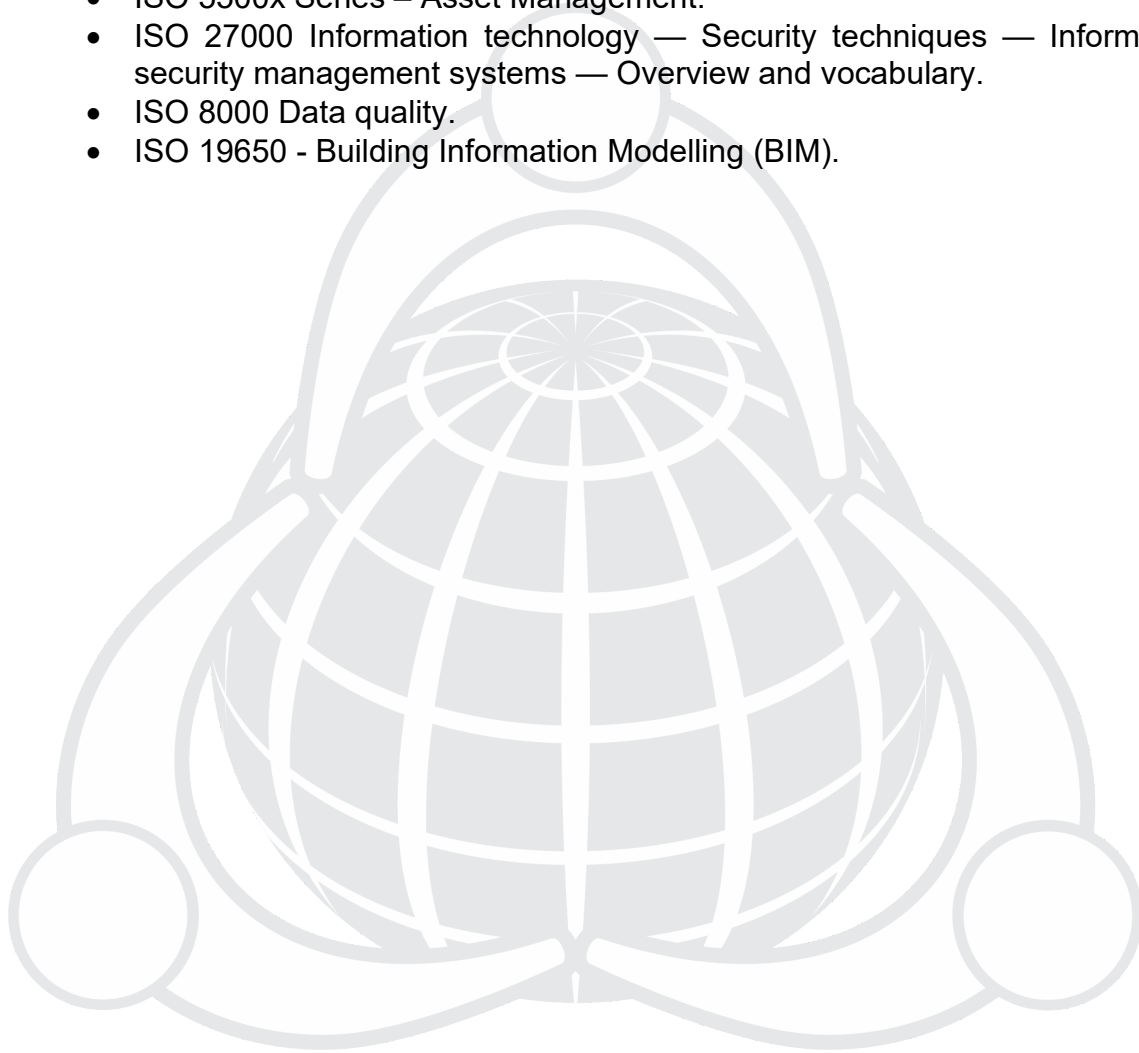 • ISO 5500x Series – Asset Management.
• ISO 27000 Information technology — Security techniques — Inform
security management systems — Overview and vocabulary.
• ISO 8000 Data quality.
• ISO 19650 - Building Information Modelling (BIM).